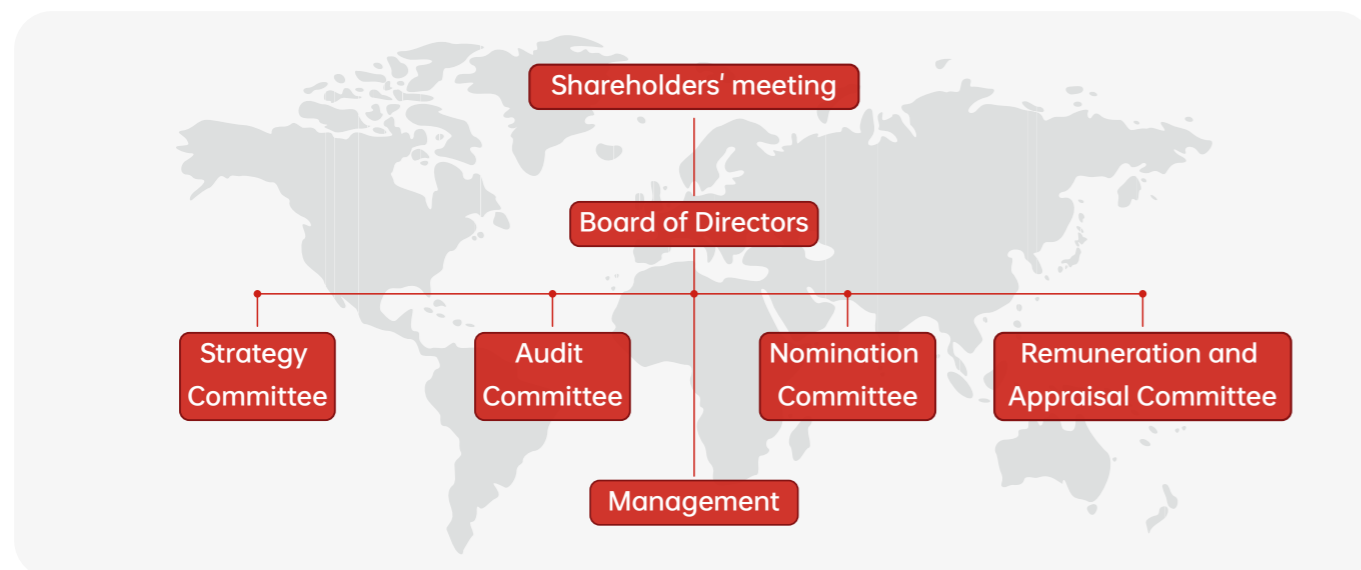 Shareholders' meeting
Board of Directors
Strategy
Committee
Audit
Committee
Nomination
Committee
Remuneration and
Appraisal Committee
Management